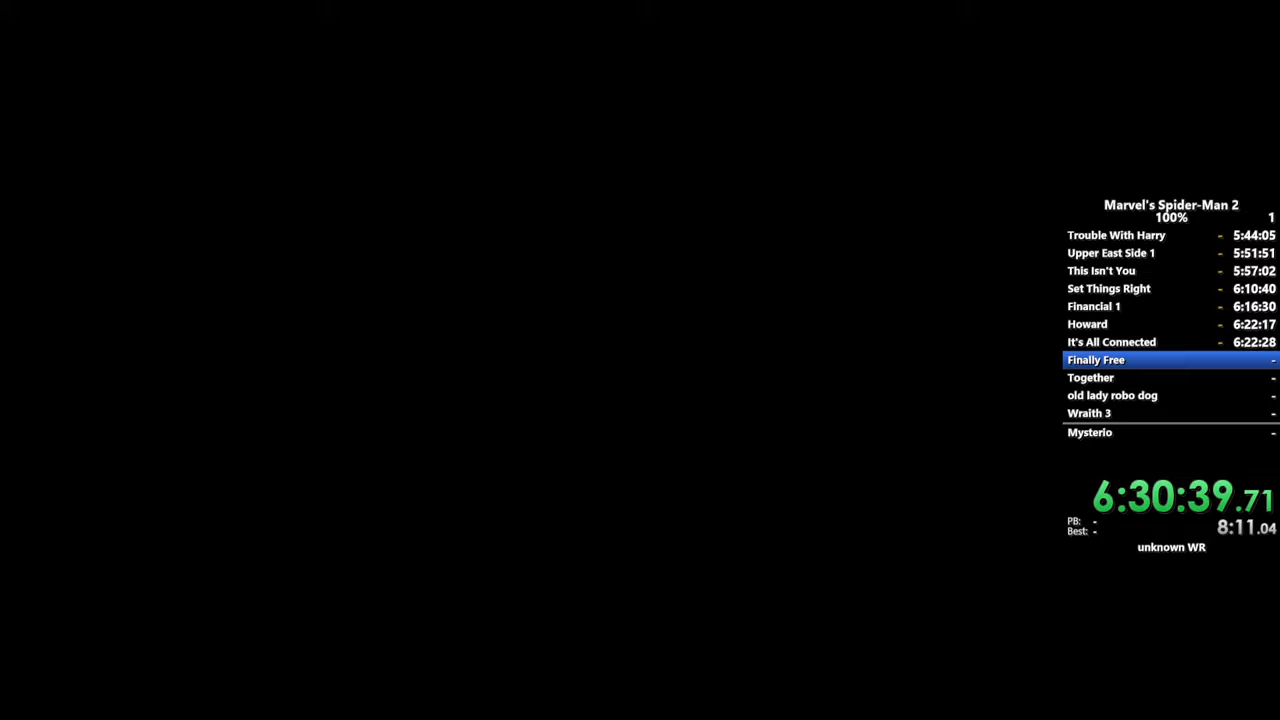 Marvel's Spider-Man 2
100% 1
Trouble With Harry - 5:44:05
Upper East Side 1 - 5:51:51
This Isn't You - 5:57:02
Set Things Right - 6:10:40
Financial 1 - 6:16:30
Howard - 6:22:17
It's All Connected - 6:22:28
Finally Free -
Together -
old lady robo dog -
Wraith 3 -
Mysterio -
6:30:39.71
PB: - 8:11.04
Best: -
unknown WR